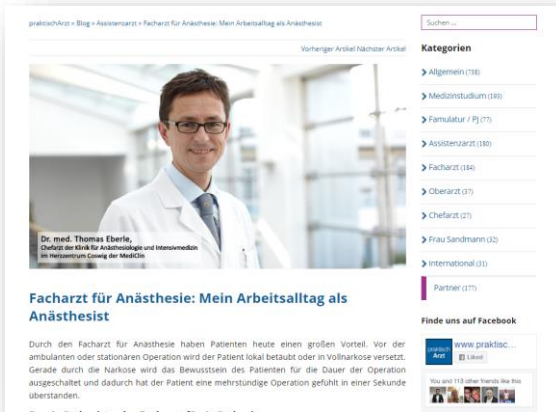 praktischArzt » Blog » Assistenzarzt » Facharzt für Anästhesie: Mein Arbeitsalltag als Anästhesist
Vorheriger Artikel Nächster Artikel
Dr. med. Thomas Eberle,
Chefarzt der Klinik für Anästhesiologie und Intensivmedizin
im Herzzentrum Coswig der MediClin
Facharzt für Anästhesie: Mein Arbeitsalltag als
Anästhesist
Durch den Facharzt für Anästhesie haben Patienten heute einen großen Vorteil. Vor der
ambulanten oder stationären Operation wird der Patient lokal betäubt oder in Vollnarkose versetzt.
Gerade durch die Narkose wird das Bewusstsein des Patienten für die Dauer der Operation
ausgeschaltet und dadurch hat der Patient eine mehrstündige Operation gefühlt in einer Sekunde
überstanden.
Suchen ...
Kategorien
Allgemein (738)
Medizinstudium (189)
Famulatur / PJ (77)
Assistenzarzt (180)
Facharzt (184)
Oberarzt (37)
Chefarzt (27)
Frau Sandmann (32)
International (31)
Partner (177)
Finde uns auf Facebook
praktisch
Arzt
www.praktisc...
Liked
You and 113 other friends like this